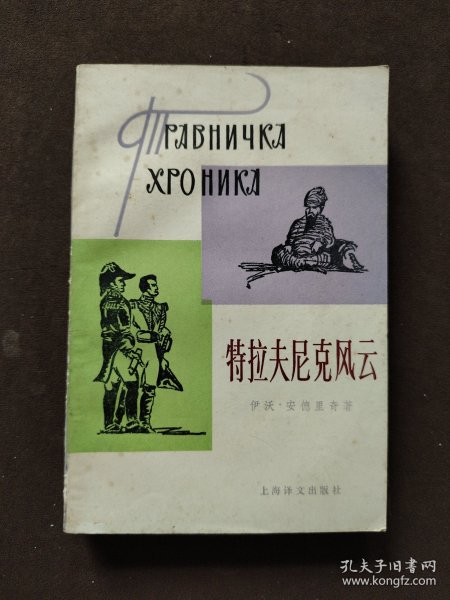 Травничка
хроника
特拉夫尼克风云
伊沃·安德里奇著
上海译文出版社
孔夫子旧书网
www.kongfz.com